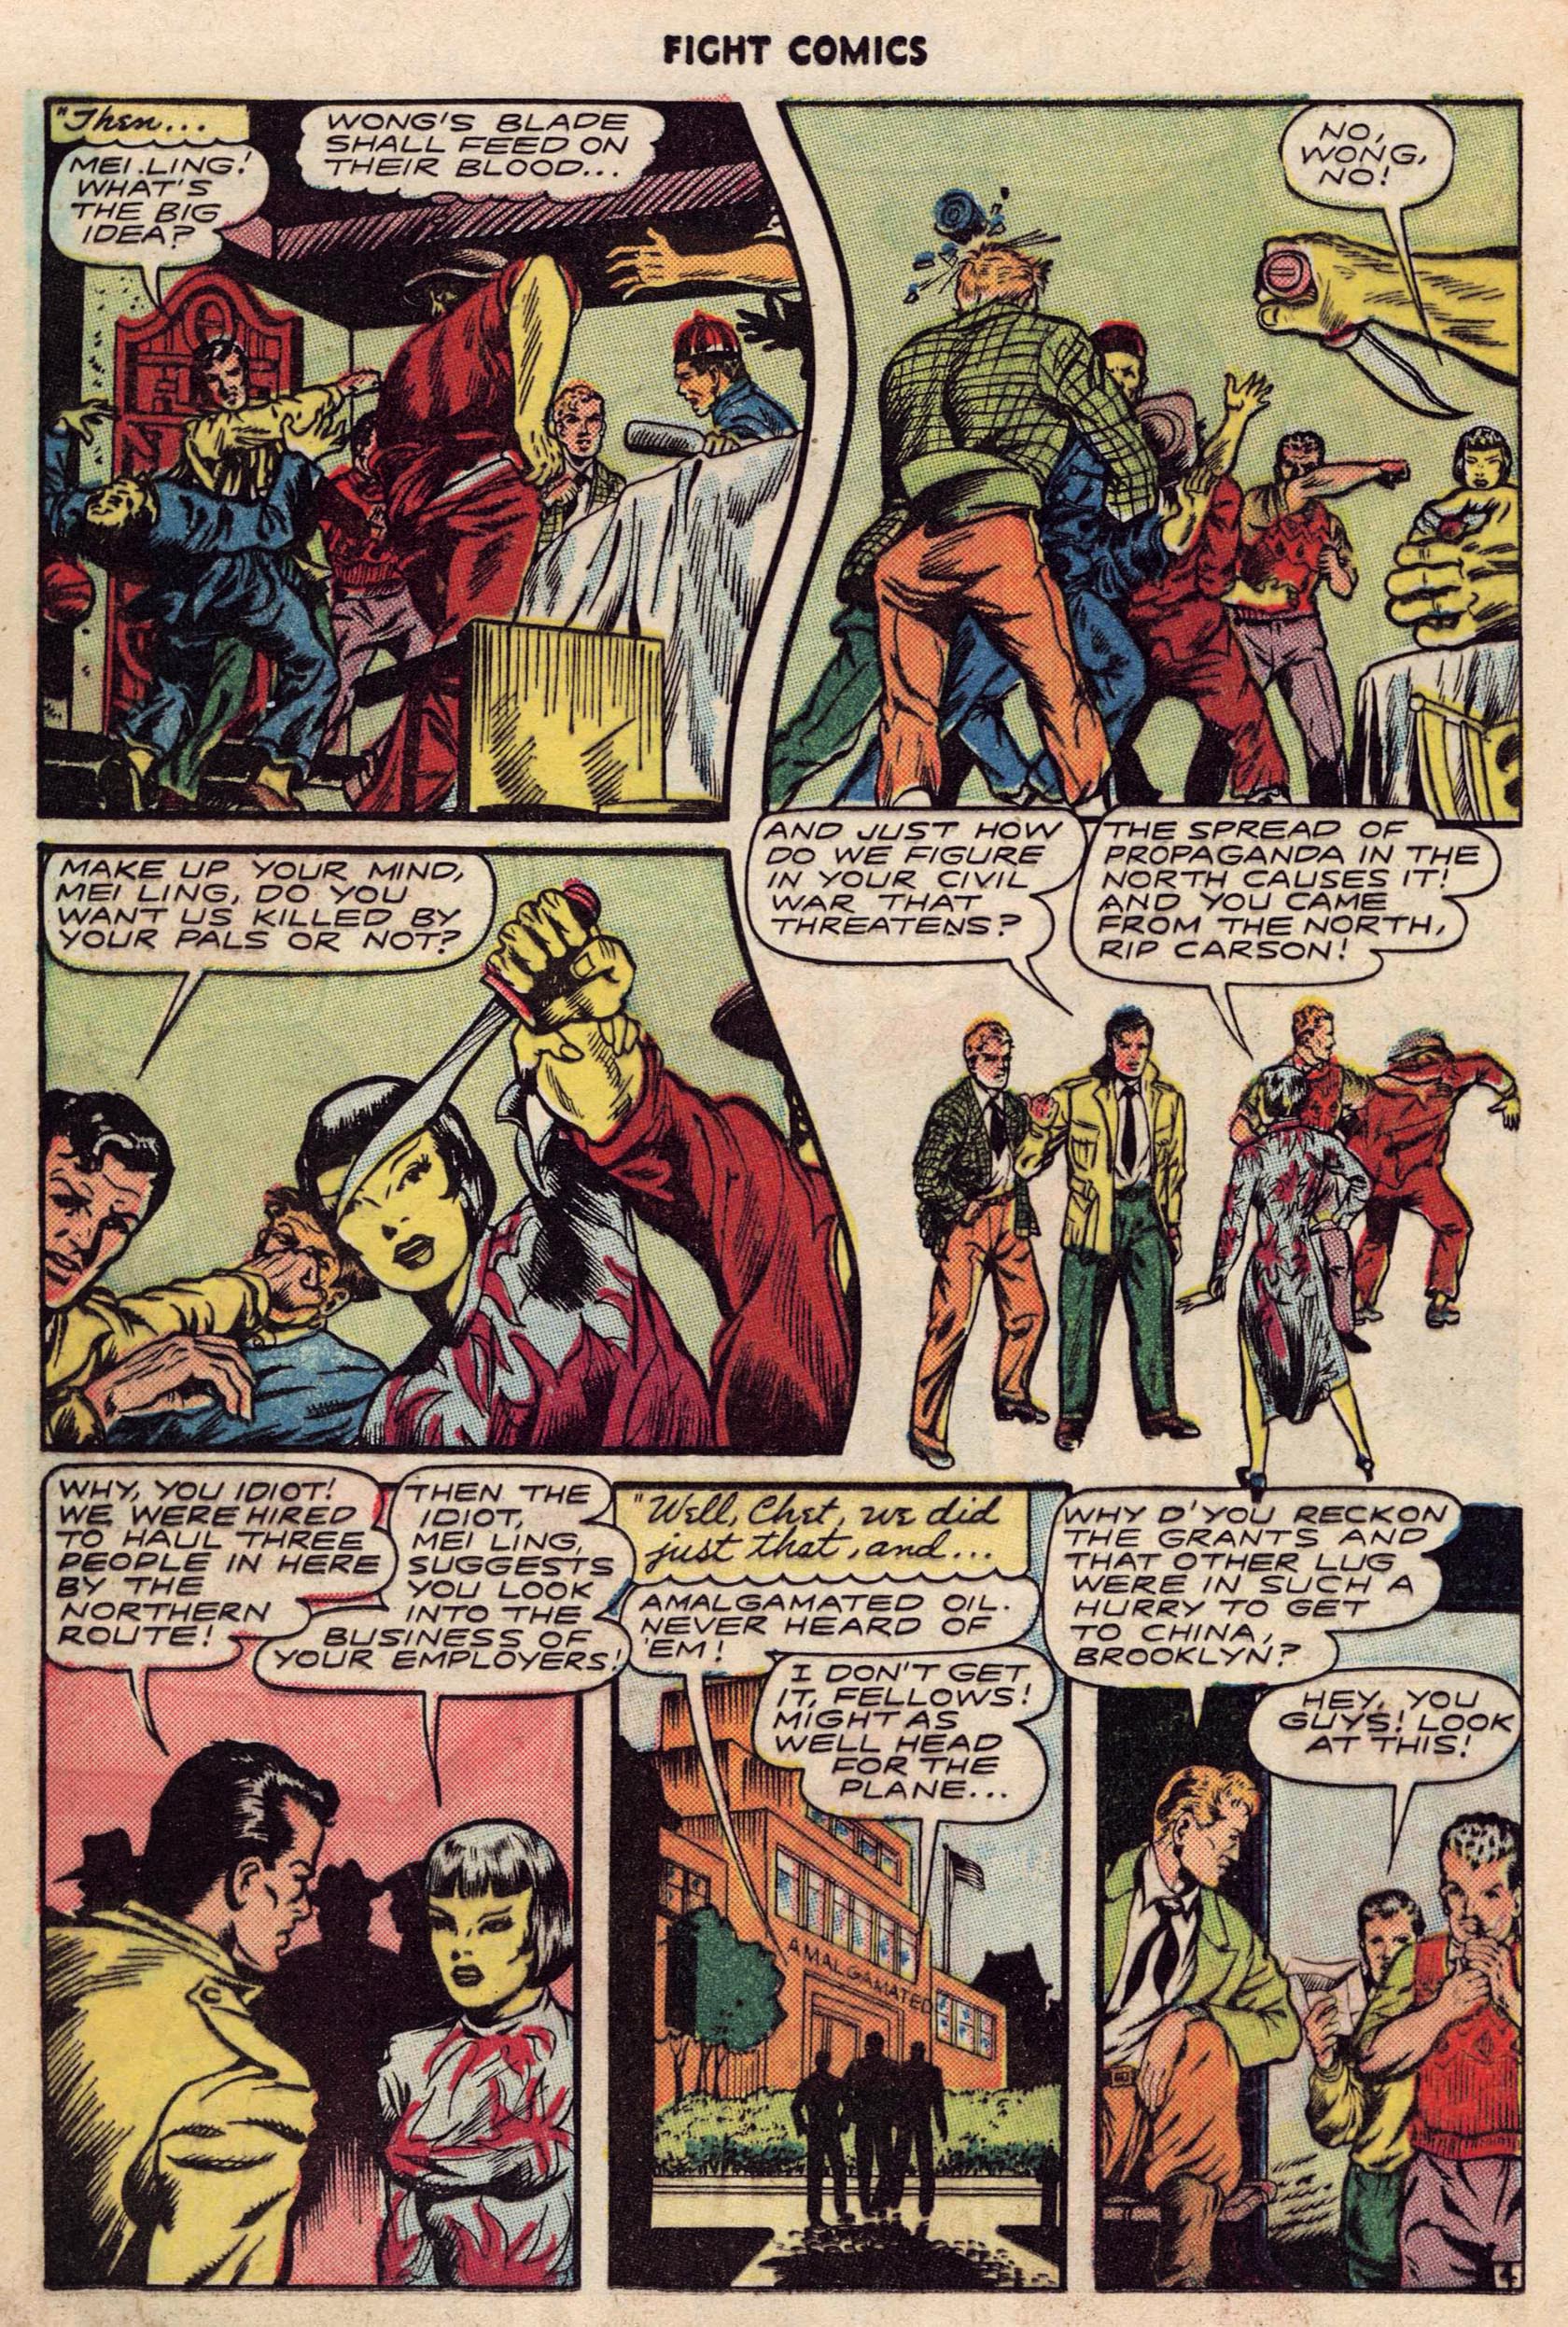 FIGHT COMICS
"Then...
MEI LING!
WHAT'S
THE BIG
IDEA?
WONG'S BLADE
SHALL FEED ON
THEIR BLOOD...
NO,
WONG,
NO!
MAKE UP YOUR MIND,
MEI LING, DO YOU
WANT US KILLED BY
YOUR PALS OR NOT?
AND JUST HOW
DO WE FIGURE
IN YOUR CIVIL
WAR THAT
THREATENS?
THE SPREAD OF
PROPAGANDA IN THE
NORTH CAUSES IT!
AND YOU CAME
FROM THE NORTH,
RIP CARSON!
WHY, YOU IDIOT!
WE WERE HIRED
TO HAUL THREE
PEOPLE IN HERE
BY THE
NORTHERN
ROUTE!
THEN THE
IDIOT,
MEI LING,
SUGGESTS
YOU LOOK
INTO THE
BUSINESS OF
YOUR EMPLOYERS!
"Well, Chet, we did
just that, and...
AMALGAMATED OIL.
NEVER HEARD OF
'EM!
I DON'T GET
IT, FELLOWS!
MIGHT AS
WELL HEAD
FOR THE
PLANE...
AMALGAMATED
WHY D'YOU RECKON
THE GRANTS AND
THAT OTHER LUG
WERE IN SUCH A
HURRY TO GET
TO CHINA,
BROOKLYN?
HEY, YOU
GUYS! LOOK
AT THIS!
4